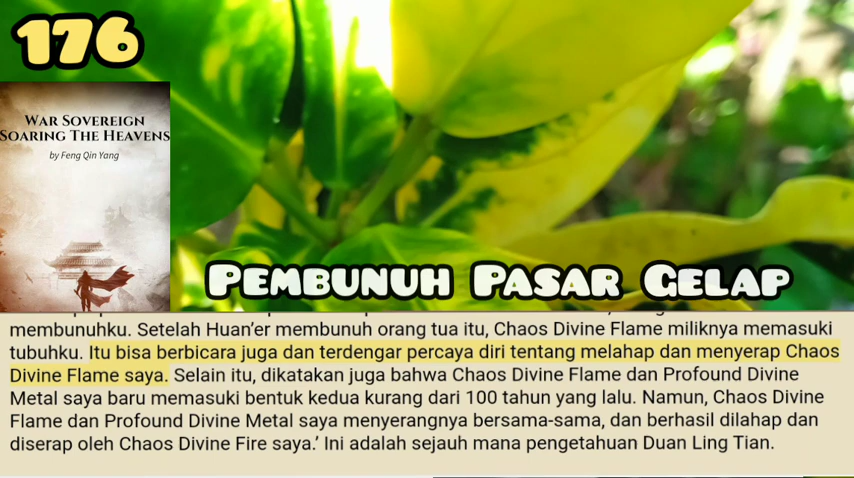 176
WAR SOVEREIGN
SOARING THE HEAVENS
by Feng Qin Yang
PEMBUNUH PASAR GELAP
membunuhku. Setelah Huan'er membunuh orang tua itu, Chaos Divine Flame miliknya memasuki
tubuhku. Itu bisa berbicara juga dan terdengar percaya diri tentang melahap dan menyerap Chaos
Divine Flame saya. Selain itu, dikatakan juga bahwa Chaos Divine Flame dan Profound Divine
Metal saya baru memasuki bentuk kedua kurang dari 100 tahun yang lalu. Namun, Chaos Divine
Flame dan Profound Divine Metal saya menyerangnya bersama-sama, dan berhasil dilahap dan
diserap oleh Chaos Divine Fire saya.' Ini adalah sejauh mana pengetahuan Duan Ling Tian.